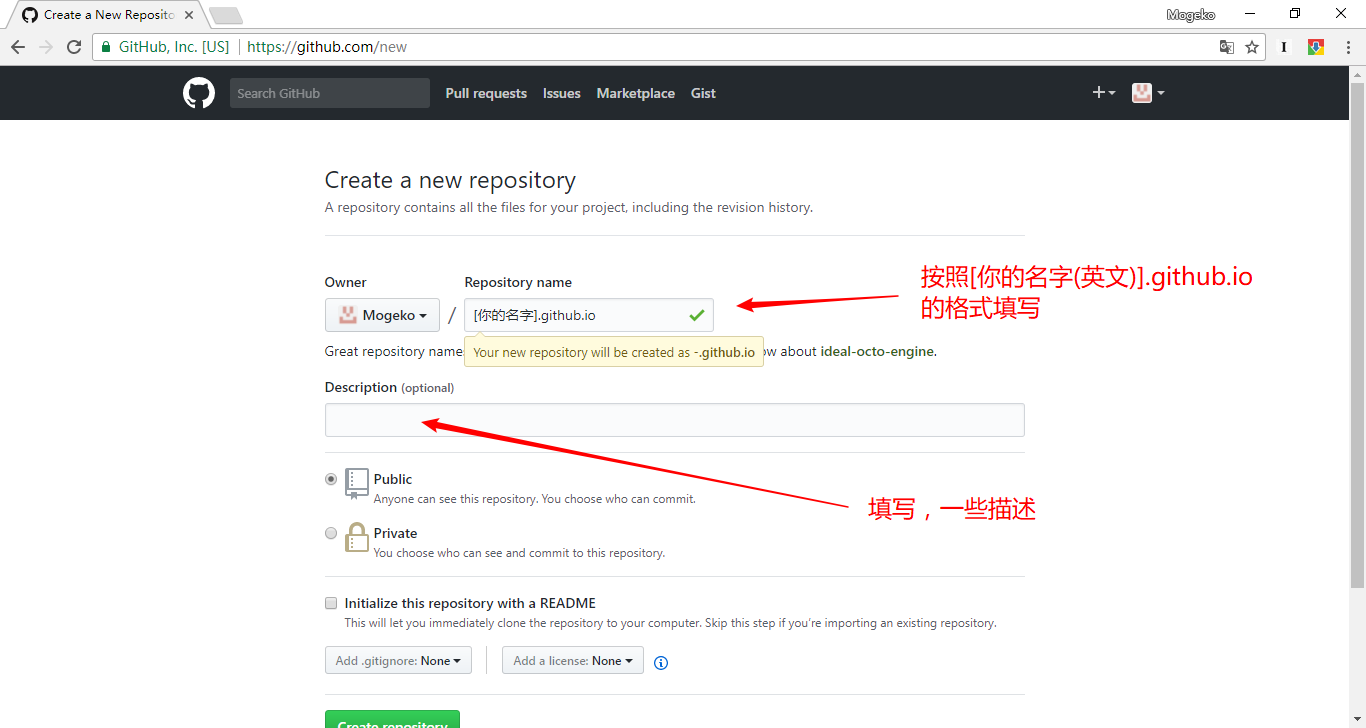 Create a New Reposito
Mogeko
GitHub, Inc. [US] https://github.com/new
Search GitHub
Pull requests Issues Marketplace Gist
Create a new repository
A repository contains all the files for your project, including the revision history.
Owner Repository name
Mogeko / [你的名字].github.io
按照[你的名字(英文)].github.io
的格式填写
Great repository name
Your new repository will be created as -.github.io
ow about ideal-octo-engine.
Description (optional)
Public
Anyone can see this repository. You choose who can commit.
填写，一些描述
Private
You choose who can see and commit to this repository.
Initialize this repository with a README
This will let you immediately clone the repository to your computer. Skip this step if you're importing an existing repository.
Add .gitignore: None Add a license: None
Create repository